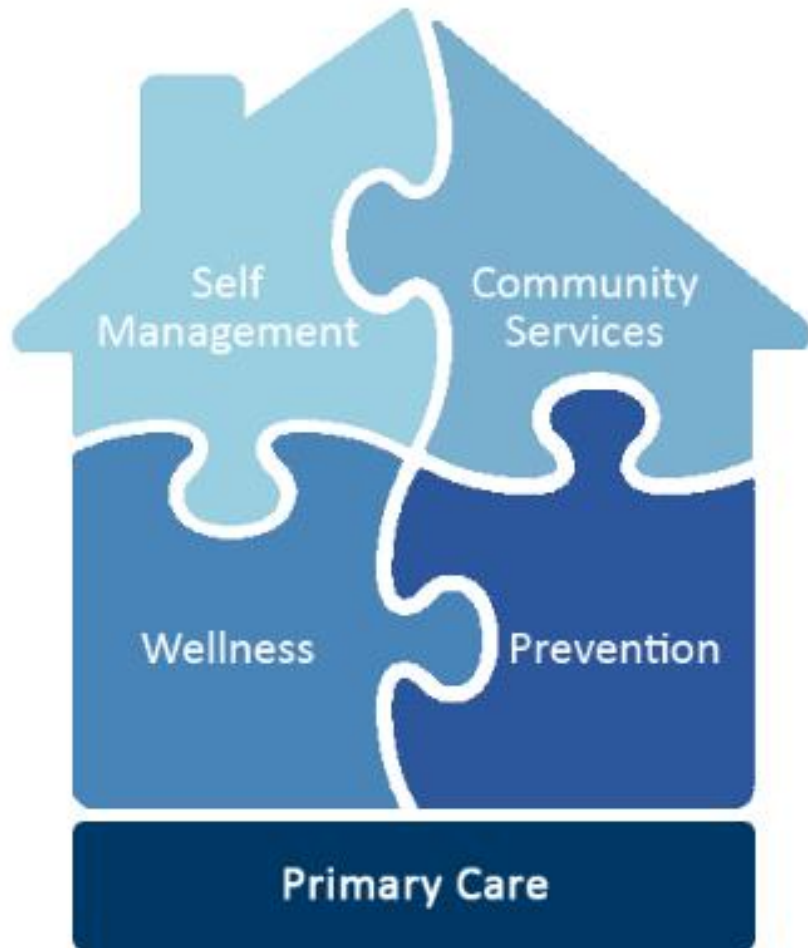 Self
Management
Community
Services
Wellness
Prevention
Primary Care